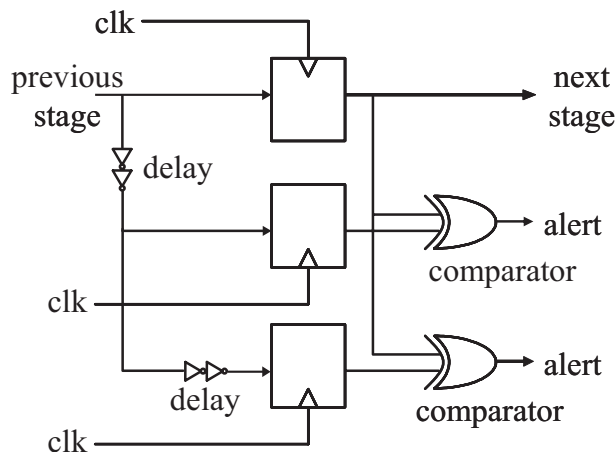 clk
previous
stage
next
stage
delay
alert
comparator
clk
delay
alert
comparator
clk